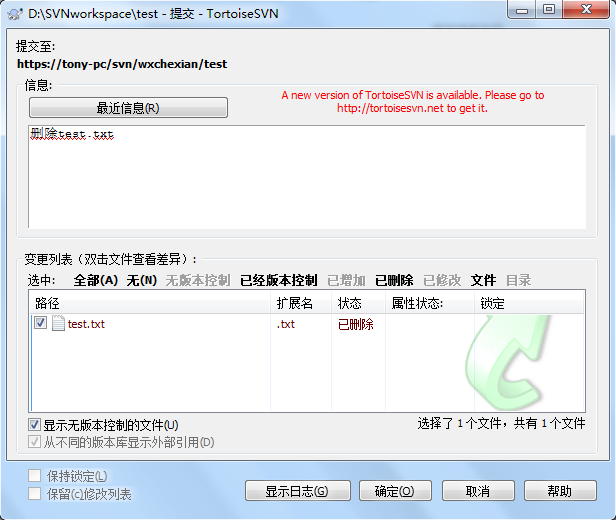 D:\SVNworkspace\test - 提交 - TortoiseSVN
提交至:
https://tony-pc/svn/wxchexian/test
信息:
最近信息(R)
A new version of TortoiseSVN is available. Please go to
http://tortoisesvn.net to get it.
删除test.txt
变更列表（双击文件查看差异）:
选中: 全部(A) 无(N) 无版本控制 已经版本控制 已增加 已删除 已修改 文件 目录
路径 扩展名 状态 属性状态: 锁定
test.txt .txt 已删除
显示无版本控制的文件(U) 选择了 1 个文件，共有 1 个文件
从不同的版本库显示外部引用(D)
保持锁定(L)
保留(c)修改列表
显示日志(G) 确定(O) 取消 帮助